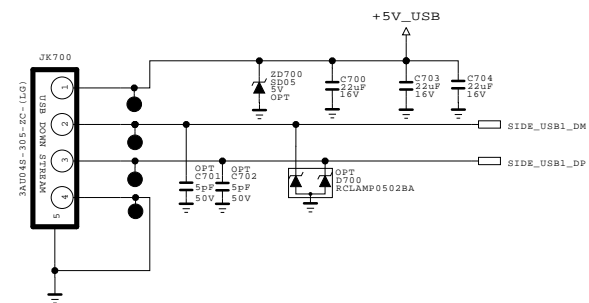 +5V_USB
JK700
3AU04S-305-ZC-(LG)
USB DOWN STREAM
1
2
3
4
5
ZD700
SD05
5V
OPT
C700
22uF
16V
C703
22uF
16V
C704
22uF
16V
SIDE_USB1_DM
SIDE_USB1_DP
OPT
C701
5pF
50V
OPT
C702
5pF
50V
OPT
D700
RCLAMP0502BA